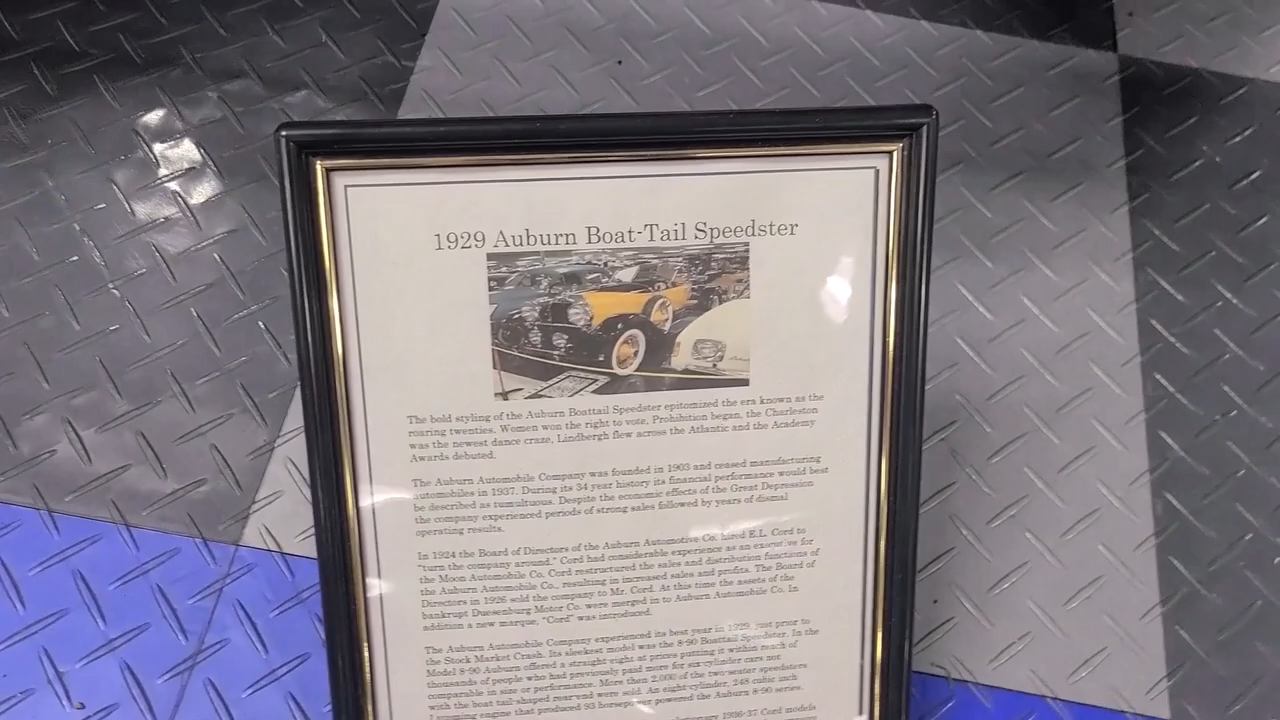 1929 Auburn Boat-Tail Speedster
The bold styling of the Auburn Boattail Speedster epitomized the era known as the
roaring twenties. Women won the right to vote, Prohibition began, the Charleston
was the newest dance craze, Lindbergh flew across the Atlantic and the Academy
Awards debuted.
The Auburn Automobile Company was founded in 1903 and ceased manufacturing
automobiles in 1937. During its 34 year history its financial performance would best
be described as tumultuous. Despite the economic effects of the Great Depression
the company experienced periods of strong sales followed by years of dismal
operating results.
In 1924 the Board of Directors of the Auburn Automotive Co. hired E.L. Cord to
"turn the company around." Cord had considerable experience as an executive for
the Moon Automobile Co. Cord restructured the sales and distribution functions of
the Auburn Automobile Co., resulting in increased sales and profits. The Board of
Directors in 1926 sold the company to Mr. Cord. At this time the assets of the
bankrupt Duesenburg Motor Co. were merged in to Auburn Automobile Co. In
addition a new marque, "Cord" was introduced.
The Auburn Automobile Company experienced its best year in 1929, just prior to
the Stock Market Crash. Its sleekest model was the 8-90 Boattail Speedster. In the
Model 8-90 Auburn offered a straight-eight at prices putting it within reach of
thousands of people who had previously paid more for six-cylinder cars not
comparable in size or performance. More then 2,000 of the two-seater speedsters
with the boat tail-shaped rear end were sold. An eight-cylinder, 248 cubic inch
Lycoming engine that produced 93 horsepower powered the Auburn 8-90 series.
1936-37 Cord models